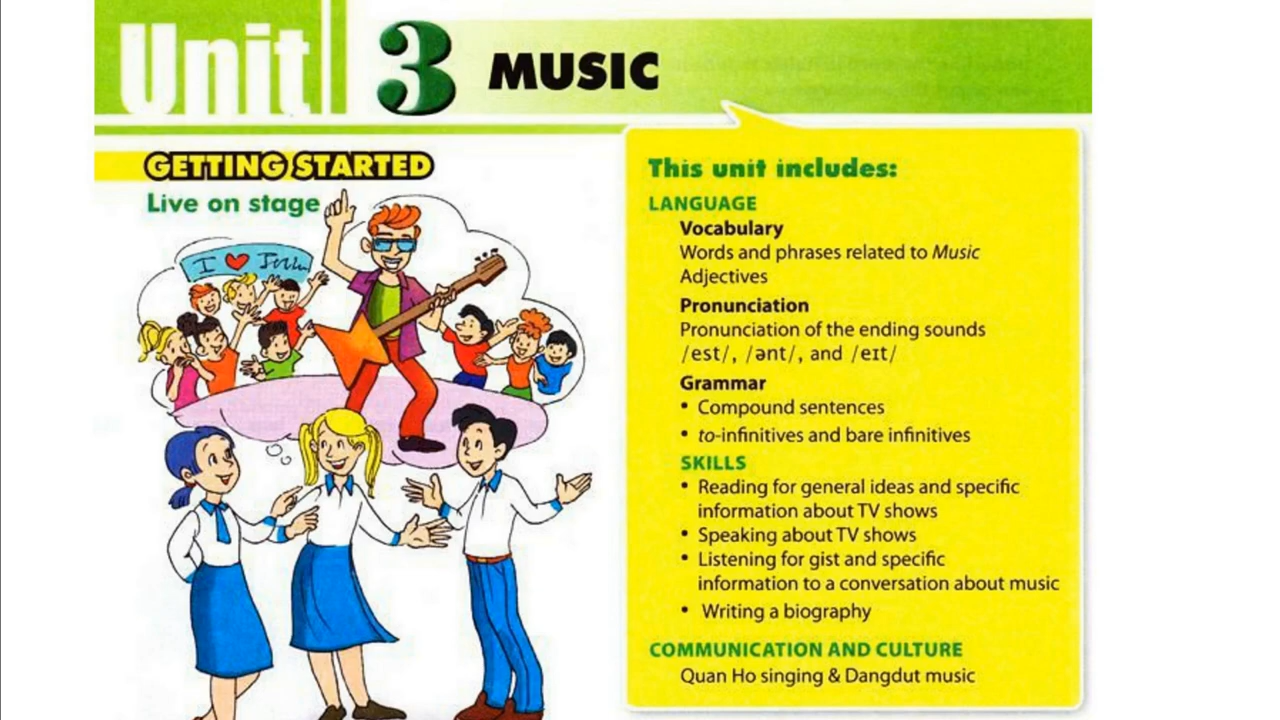 Unit 3 MUSIC
GETTING STARTED
Live on stage
I ❤
This unit includes:
LANGUAGE
Vocabulary
Words and phrases related to Music
Adjectives
Pronunciation
Pronunciation of the ending sounds
/est/, /ənt/, and /eɪt/
Grammar
• Compound sentences
• to-infinitives and bare infinitives
SKILLS
• Reading for general ideas and specific
information about TV shows
• Speaking about TV shows
• Listening for gist and specific
information to a conversation about music
• Writing a biography
COMMUNICATION AND CULTURE
Quan Ho singing & Dangdut music